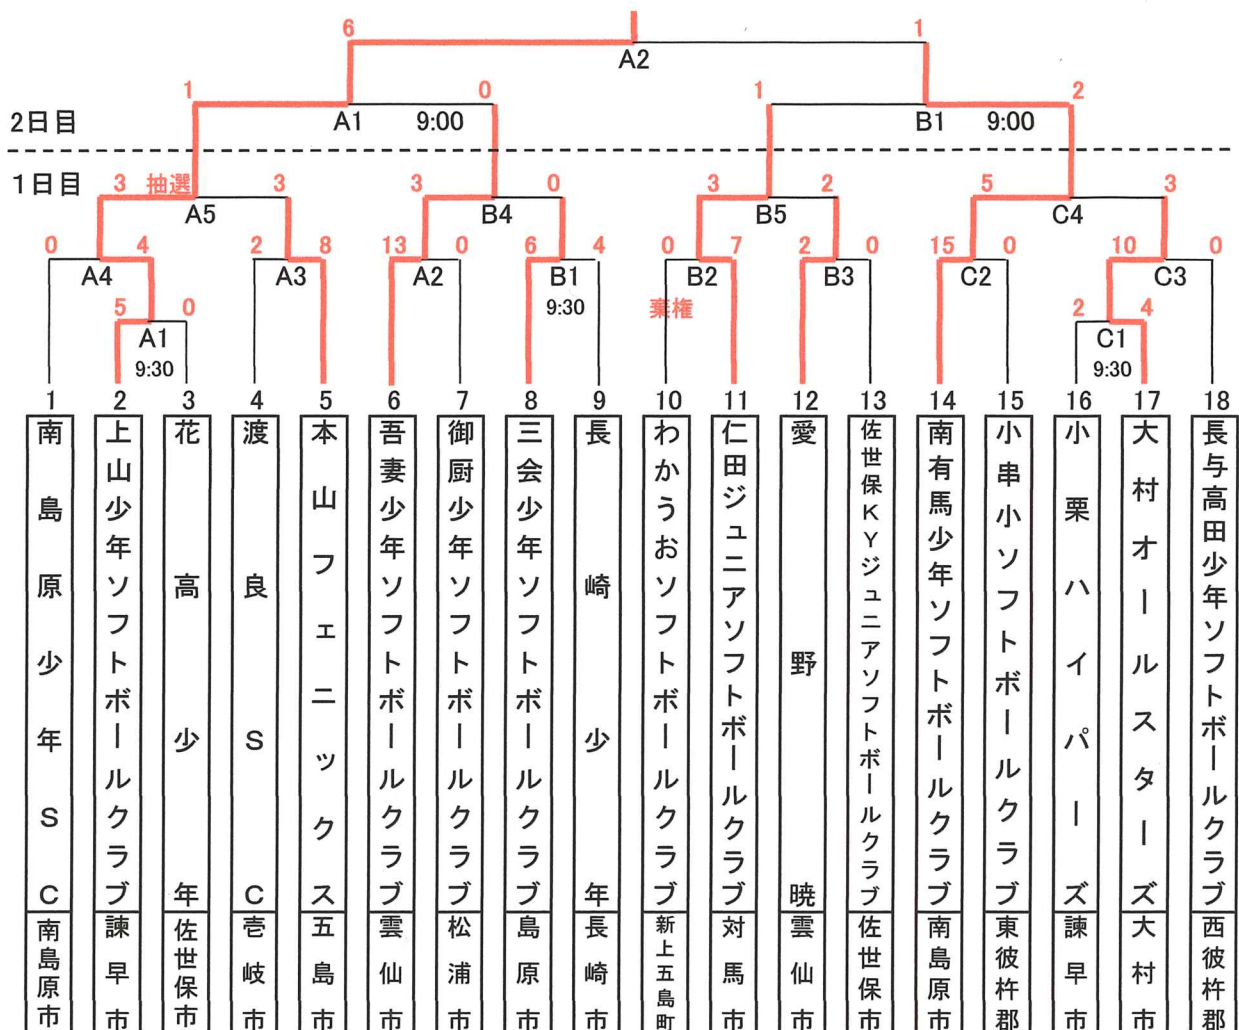 6 1
A2
1 0 1 2
A1 9:00 B1 9:00
2日目
1日目
3 抽選 3 3 0 3 2 5 3
A5 B4 B5 C4
0 4 2 8 13 0 6 4 0 7 2 0 15 0 10 0
A4 A3 A2 B1 B2 B3 C2 C3
9:30 棄権
5 0 2 4
A1 C1
9:30 9:30
1 2 3 4 5 6 7 8 9 10 11 12 13 14 15 16 17 18
南島原少年SC
南島原市
上山少年ソフトボールクラブ
諫早市
花高少年
佐世保市
渡良SC
壱岐市
本山フェニックス
五島市
吾妻少年ソフトボールクラブ
雲仙市
御厨少年ソフトボールクラブ
松浦市
三会少年ソフトボールクラブ
島原市
長崎少年
長崎市
わかうおソフトボールクラブ
新上五島町
仁田ジュニアソフトボールクラブ
対馬市
愛野暁
雲仙市
佐世保KYジュニアソフトボールクラブ
佐世保市
南有馬少年ソフトボールクラブ
南島原市
小串小ソフトボールクラブ
東彼杵郡
小栗ハイパーズ
諫早市
大村オールスターズ
大村市
長与高田少年ソフトボールクラブ
西彼杵郡